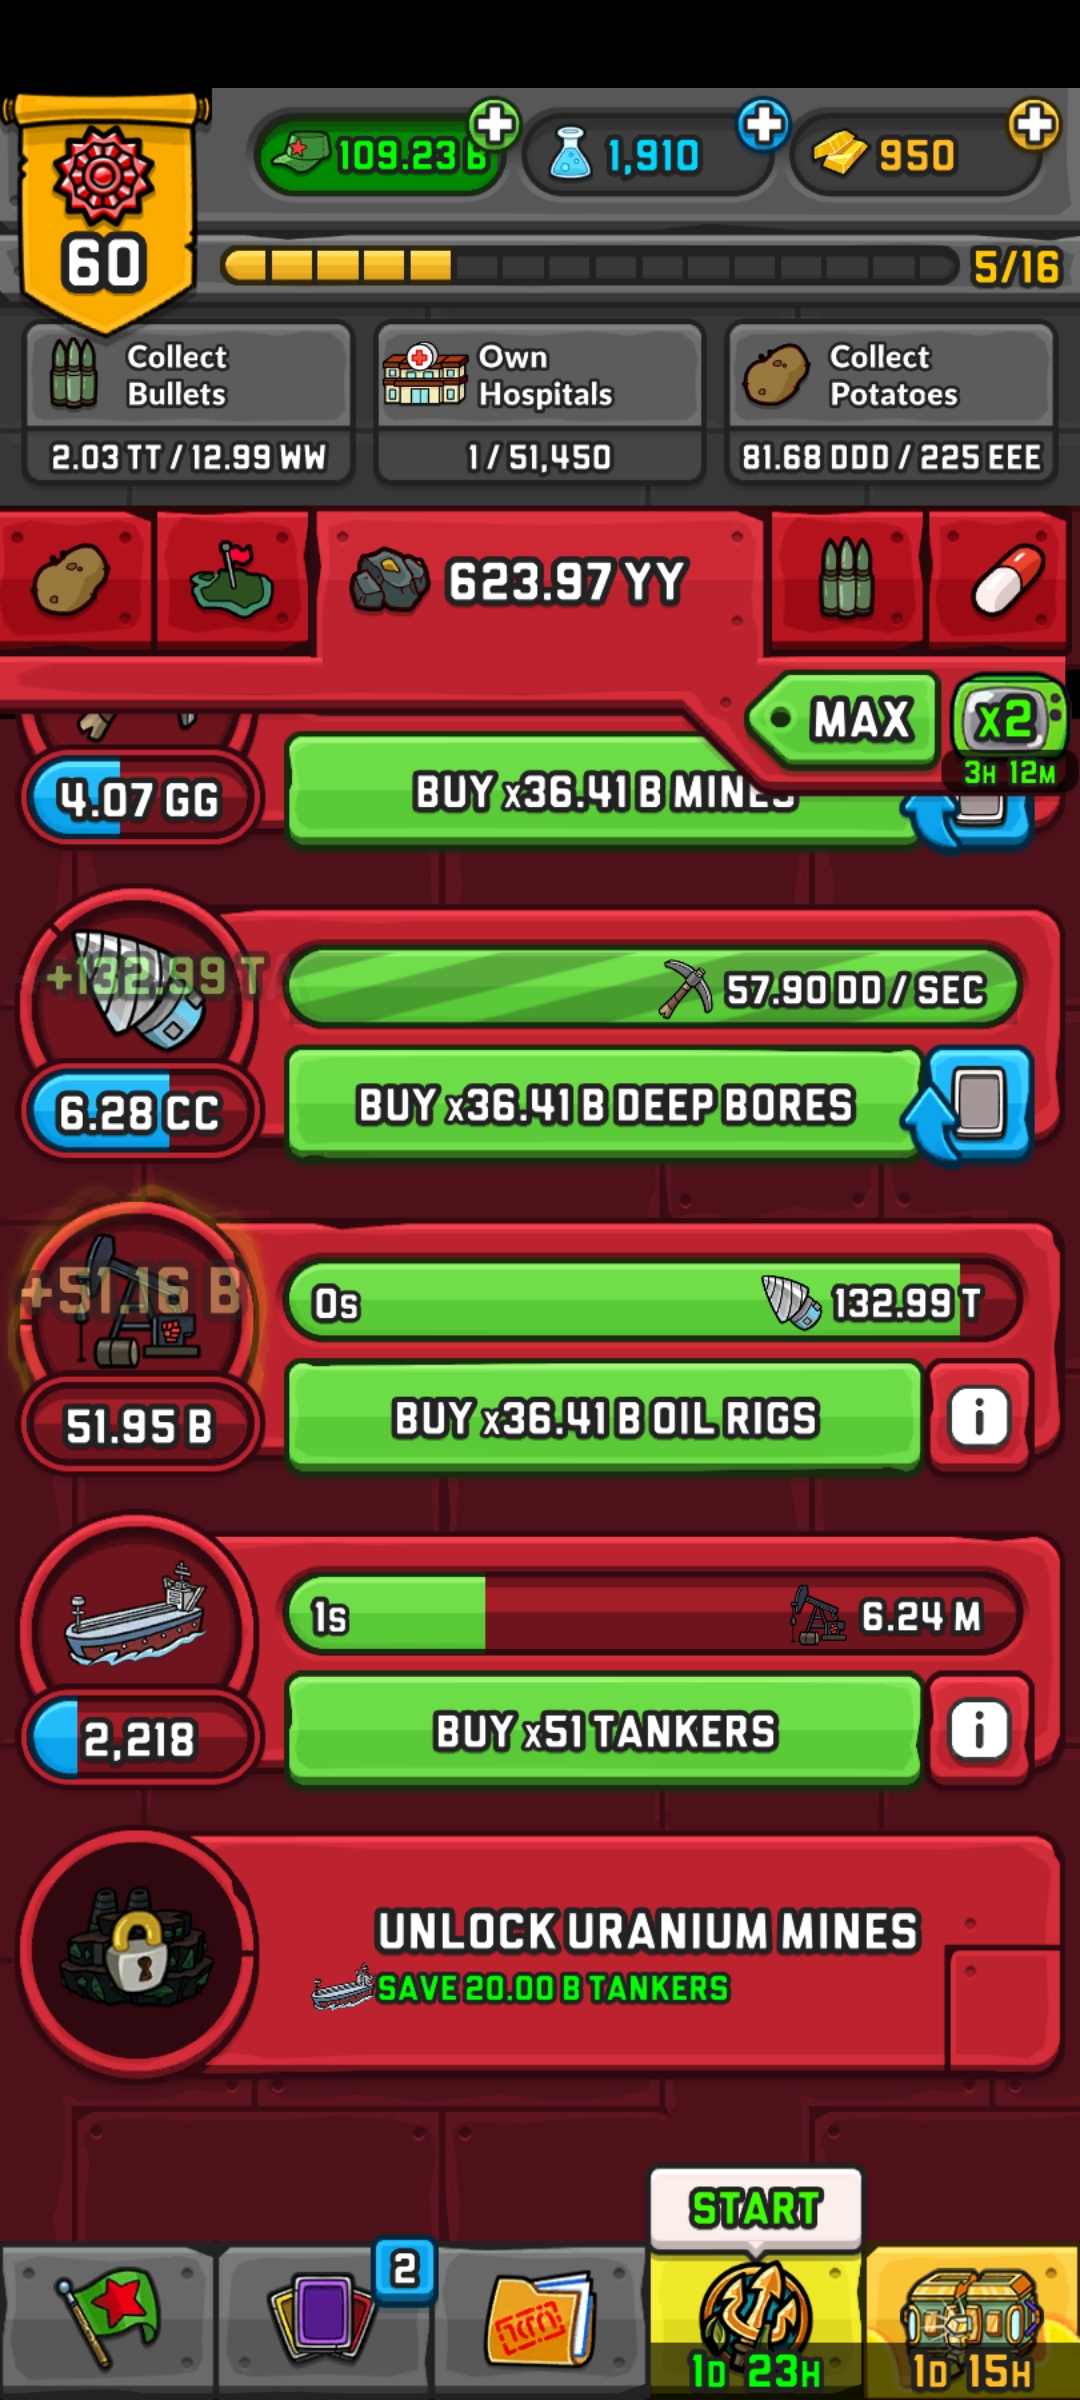 60
109.23 B
1,910
950
5/16
Collect
Bullets
2.03 TT / 12.99 WW
Own
Hospitals
1 / 51,450
Collect
Potatoes
81.68 DDD / 225 EEE
623.97 YY
MAX
x2
3H 12M
4.07 GG
BUY x36.41 B MINES
+132.99 T
57.90 DD / SEC
6.28 CC
BUY x36.41 B DEEP BORES
+51.16 B
0s
132.99 T
51.95 B
BUY x36.41 B OIL RIGS
i
1s
6.24 M
2,218
BUY x51 TANKERS
i
UNLOCK URANIUM MINES
SAVE 20.00 B TANKERS
START
2
1D 23H
1D 15H